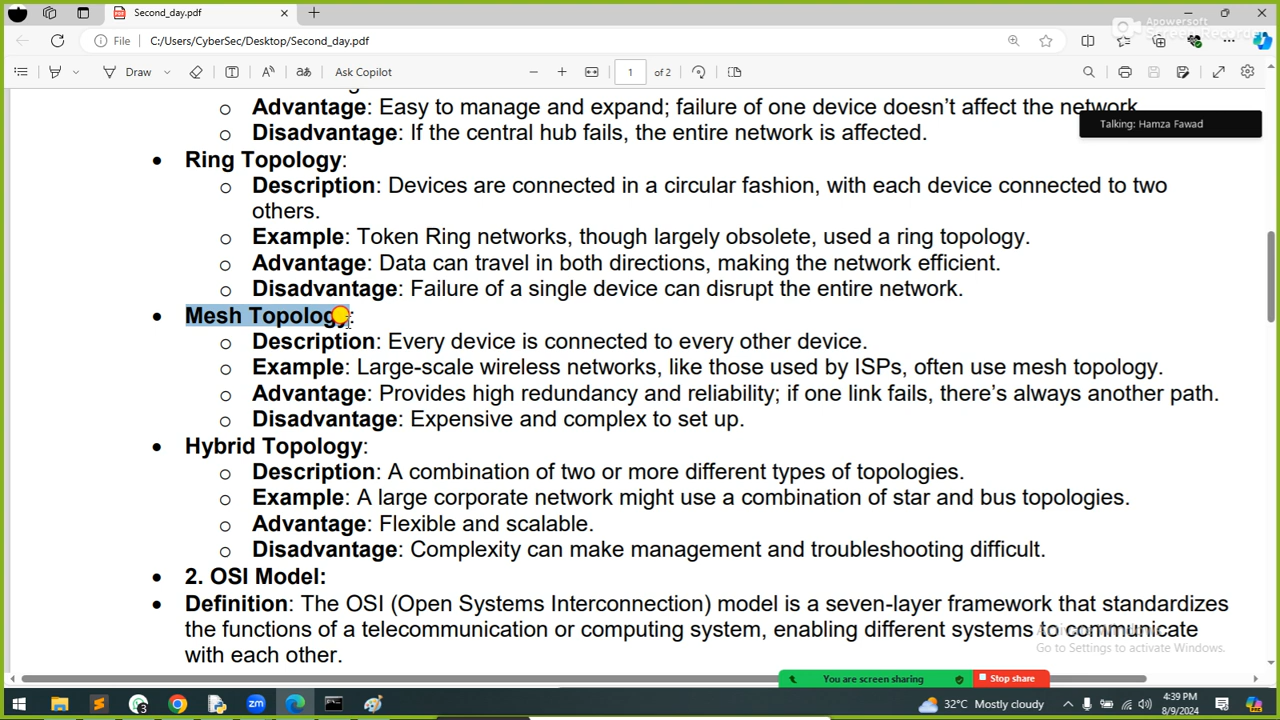 Second_day.pdf
Apowersoft
Screen Recorder
File
C:/Users/CyberSec/Desktop/Second_day.pdf
Draw
aあ
Ask Copilot
1 of 2
Advantage: Easy to manage and expand; failure of one device doesn't affect the network.
Talking: Hamza Fawad
Disadvantage: If the central hub fails, the entire network is affected.
Ring Topology:
Description: Devices are connected in a circular fashion, with each device connected to two
others.
Example: Token Ring networks, though largely obsolete, used a ring topology.
Advantage: Data can travel in both directions, making the network efficient.
Disadvantage: Failure of a single device can disrupt the entire network.
Mesh Topology:
Description: Every device is connected to every other device.
Example: Large-scale wireless networks, like those used by ISPs, often use mesh topology.
Advantage: Provides high redundancy and reliability; if one link fails, there's always another path.
Disadvantage: Expensive and complex to set up.
Hybrid Topology:
Description: A combination of two or more different types of topologies.
Example: A large corporate network might use a combination of star and bus topologies.
Advantage: Flexible and scalable.
Disadvantage: Complexity can make management and troubleshooting difficult.
2. OSI Model:
Definition: The OSI (Open Systems Interconnection) model is a seven-layer framework that standardizes
the functions of a telecommunication or computing system, enabling different systems to communicate
Activate Windows
with each other.
Go to Settings to activate Windows.
You are screen sharing
Stop share
3
zm
32°C Mostly cloudy
4:39 PM
8/9/2024